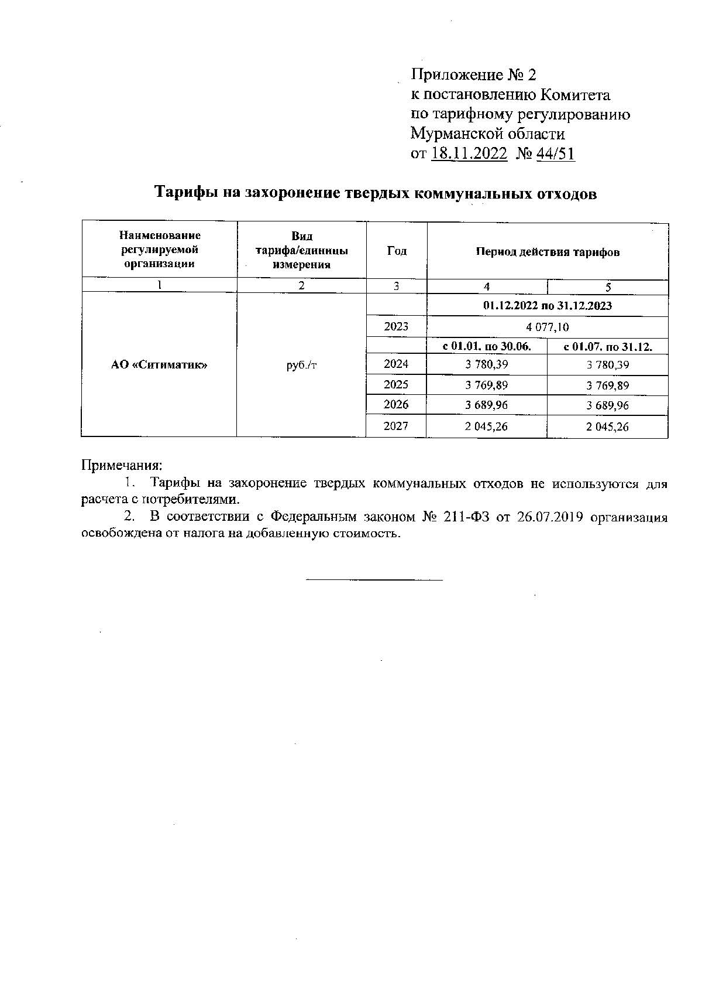 Приложение № 2
к постановлению Комитета
по тарифному регулированию
Мурманской области
от 18.11.2022 № 44/51
Тарифы на захоронение твердых коммунальных отходов
Наименование
регулируемой
организации
Вид
тарифа/единицы
измерения
Год
Период действия тарифов
1 2 3 4 5
АО «Ситиматик»
руб./т
01.12.2022 по 31.12.2023
2023 4 077,10
с 01.01. по 30.06. с 01.07. по 31.12.
2024 3 780,39 3 780,39
2025 3 769,89 3 769,89
2026 3 689,96 3 689,96
2027 2 045,26 2 045,26
Примечания:
1. Тарифы на захоронение твердых коммунальных отходов не используются для
расчета с потребителями.
2. В соответствии с Федеральным законом № 211-ФЗ от 26.07.2019 организация
освобождена от налога на добавленную стоимость.